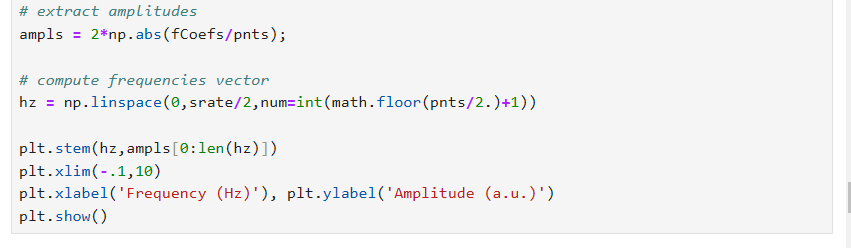 # extract amplitudes
ampls = 2*np.abs(fCoefs/pnts);
# compute frequencies vector
hz = np.linspace(0,srate/2,num=int(math.floor(pnts/2.)+1))
plt.stem(hz,ampls[0:len(hz)])
plt.xlim(-.1,10)
plt.xlabel('Frequency (Hz)'), plt.ylabel('Amplitude (a.u.)')
plt.show()